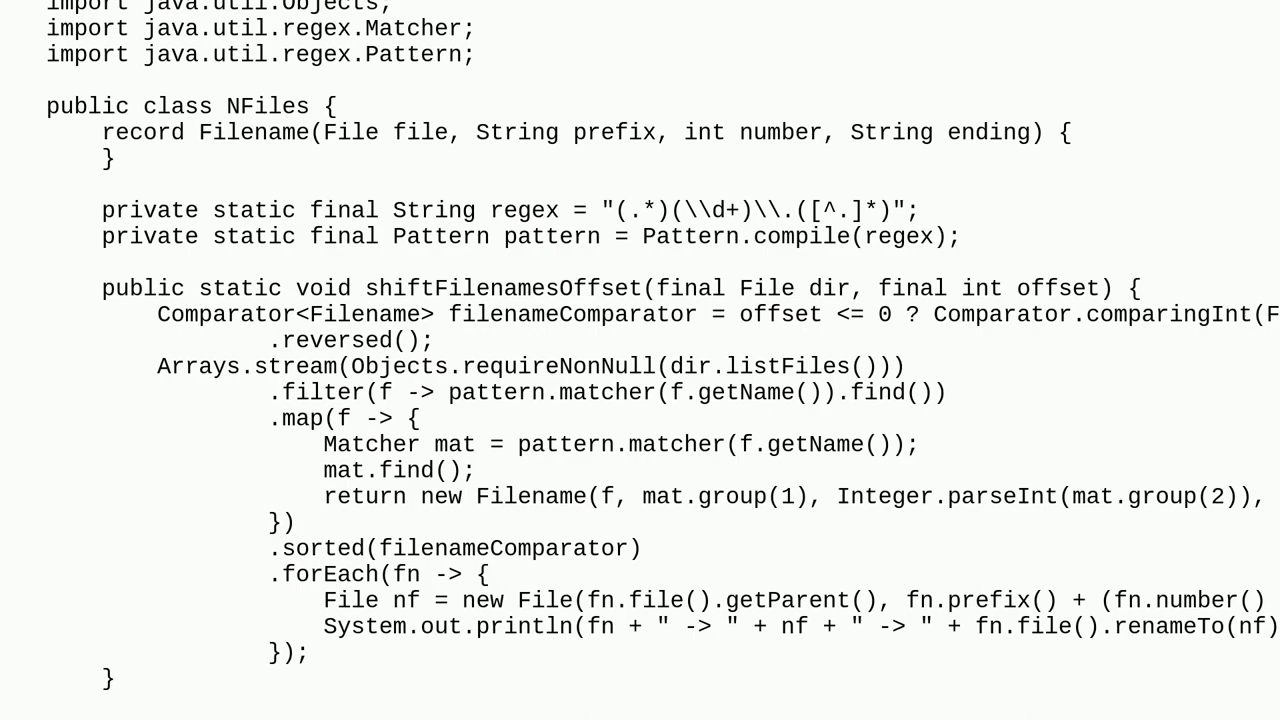 import java.util.Objects;
import java.util.regex.Matcher;
import java.util.regex.Pattern;
public class NFiles {
    record Filename(File file, String prefix, int number, String ending) {
    }
    private static final String regex = "(.*)(\\d+)\\.([^.]*)";
    private static final Pattern pattern = Pattern.compile(regex);
    public static void shiftFilenamesOffset(final File dir, final int offset) {
        Comparator<Filename> filenameComparator = offset <= 0 ? Comparator.comparingInt(F
                .reversed();
        Arrays.stream(Objects.requireNonNull(dir.listFiles()))
                .filter(f -> pattern.matcher(f.getName()).find())
                .map(f -> {
                    Matcher mat = pattern.matcher(f.getName());
                    mat.find();
                    return new Filename(f, mat.group(1), Integer.parseInt(mat.group(2)),
                })
                .sorted(filenameComparator)
                .forEach(fn -> {
                    File nf = new File(fn.file().getParent(), fn.prefix() + (fn.number()
                    System.out.println(fn + " -> " + nf + " -> " + fn.file().renameTo(nf)
                });
    }